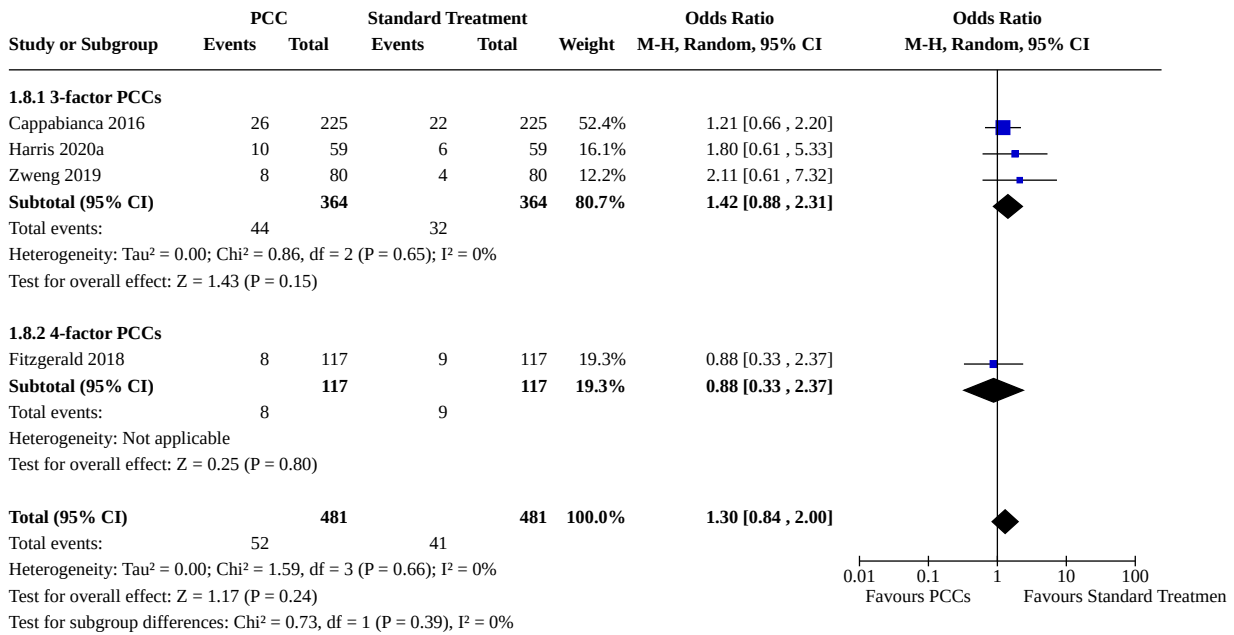 PCC Standard Treatment Odds Ratio Odds Ratio
Study or Subgroup Events Total Events Total Weight M-H, Random, 95% CI M-H, Random, 95% CI
1.8.1 3-factor PCCs
Cappabianca 2016 26 225 22 225 52.4% 1.21 [0.66 , 2.20]
Harris 2020a 10 59 6 59 16.1% 1.80 [0.61 , 5.33]
Zweng 2019 8 80 4 80 12.2% 2.11 [0.61 , 7.32]
Subtotal (95% CI) 364 364 80.7% 1.42 [0.88 , 2.31]
Total events: 44 32
Heterogeneity: Tau² = 0.00; Chi² = 0.86, df = 2 (P = 0.65); I² = 0%
Test for overall effect: Z = 1.43 (P = 0.15)
1.8.2 4-factor PCCs
Fitzgerald 2018 8 117 9 117 19.3% 0.88 [0.33 , 2.37]
Subtotal (95% CI) 117 117 19.3% 0.88 [0.33 , 2.37]
Total events: 8 9
Heterogeneity: Not applicable
Test for overall effect: Z = 0.25 (P = 0.80)
Total (95% CI) 481 481 100.0% 1.30 [0.84 , 2.00]
Total events: 52 41
Heterogeneity: Tau² = 0.00; Chi² = 1.59, df = 3 (P = 0.66); I² = 0%
0.01 0.1 1 10 100
Test for overall effect: Z = 1.17 (P = 0.24) Favours PCCs Favours Standard Treatmen
Test for subgroup differences: Chi² = 0.73, df = 1 (P = 0.39), I² = 0%